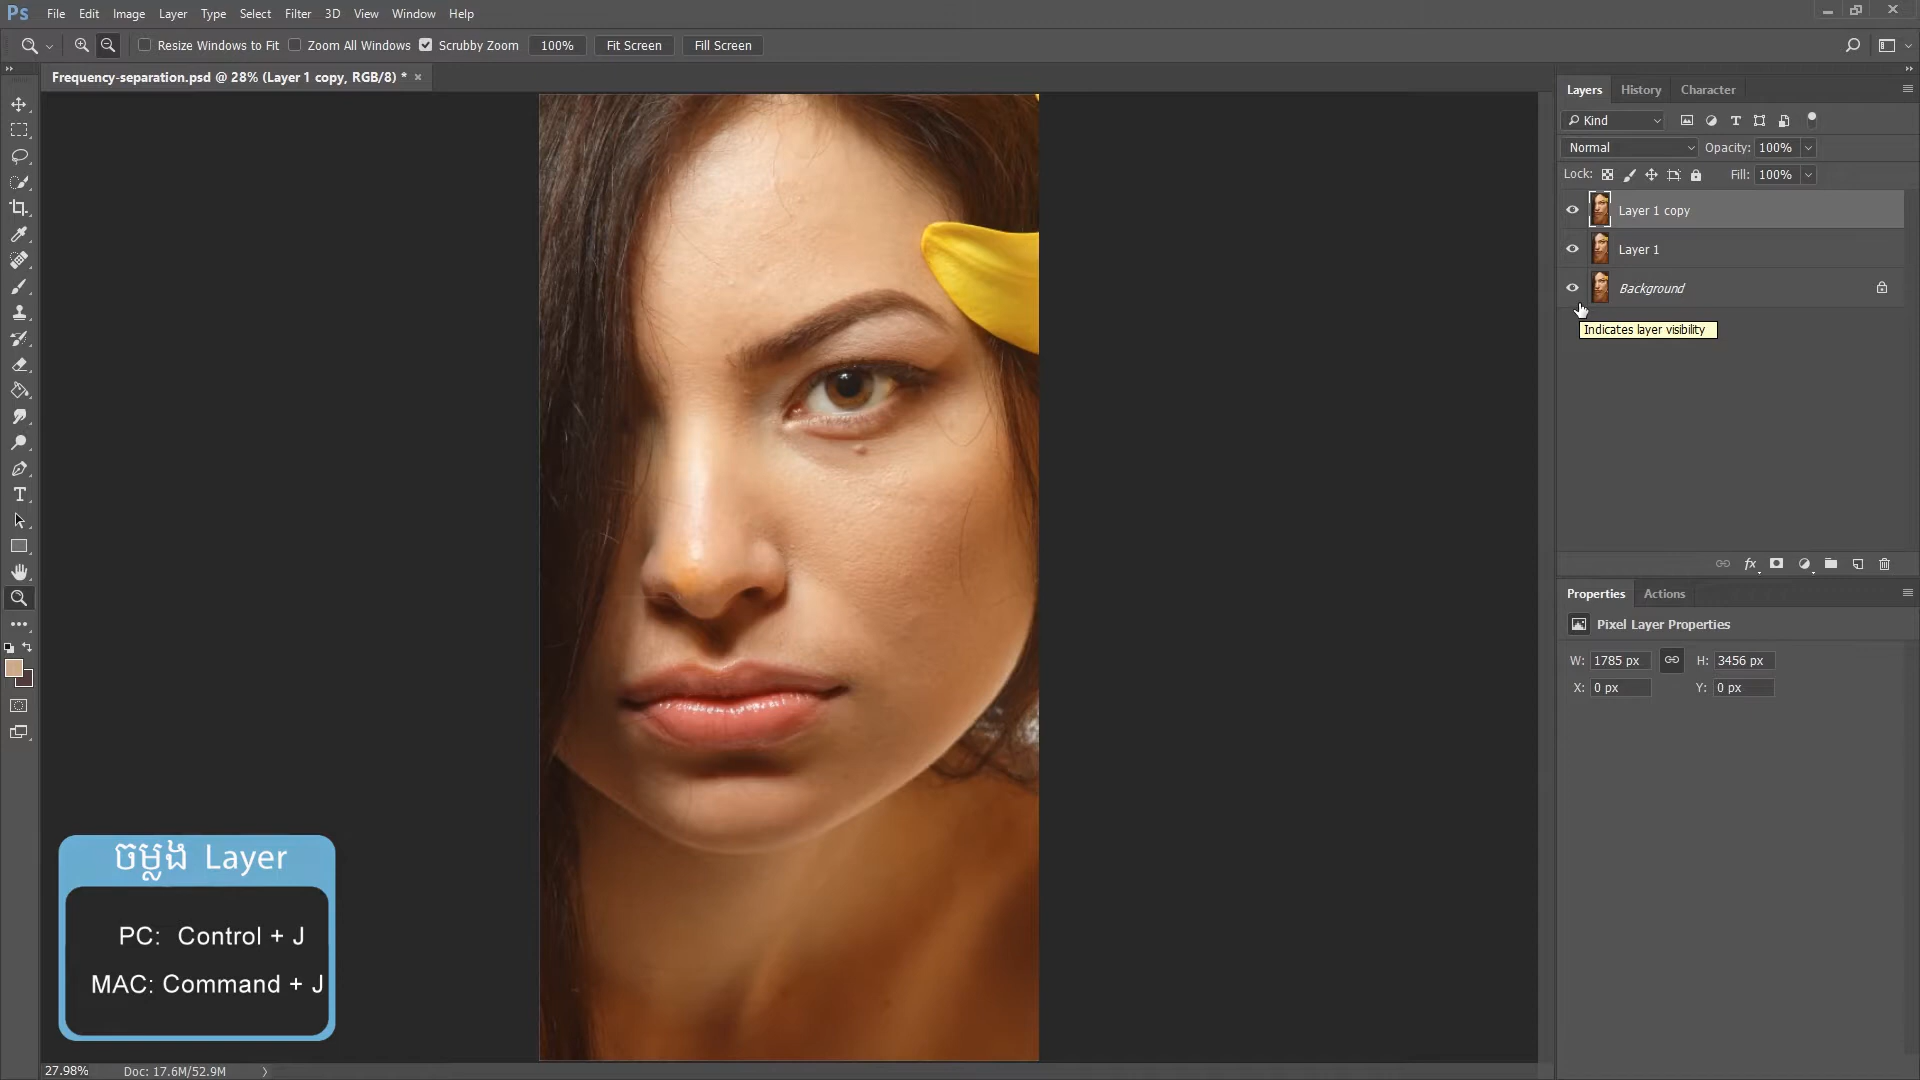 Ps File Edit Image Layer Type Select Filter 3D View Window Help
Resize Windows to Fit Zoom All Windows Scrubby Zoom 100% Fit Screen Fill Screen
Frequency-separation.psd @ 28% (Layer 1 copy, RGB/8) * ×
Layers History Character
Kind
Normal Opacity: 100%
Lock: Fill: 100%
Layer 1 copy
Layer 1
Background
Indicates layer visibility
Properties Actions
Pixel Layer Properties
W: 1785 px H: 3456 px
X: 0 px Y: 0 px
ចម្លង Layer
PC: Control + J
MAC: Command + J
27.98% Doc: 17.6M/52.9M